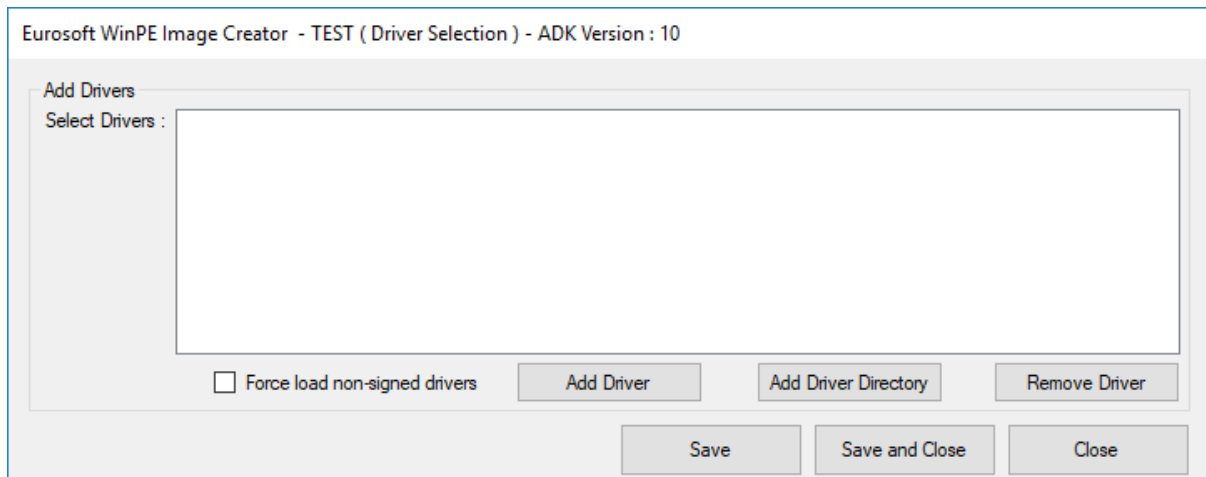 Eurosoft WinPE Image Creator - TEST ( Driver Selection ) - ADK Version : 10
Add Drivers
Select Drivers :
Force load non-signed drivers
Add Driver
Add Driver Directory
Remove Driver
Save
Save and Close
Close